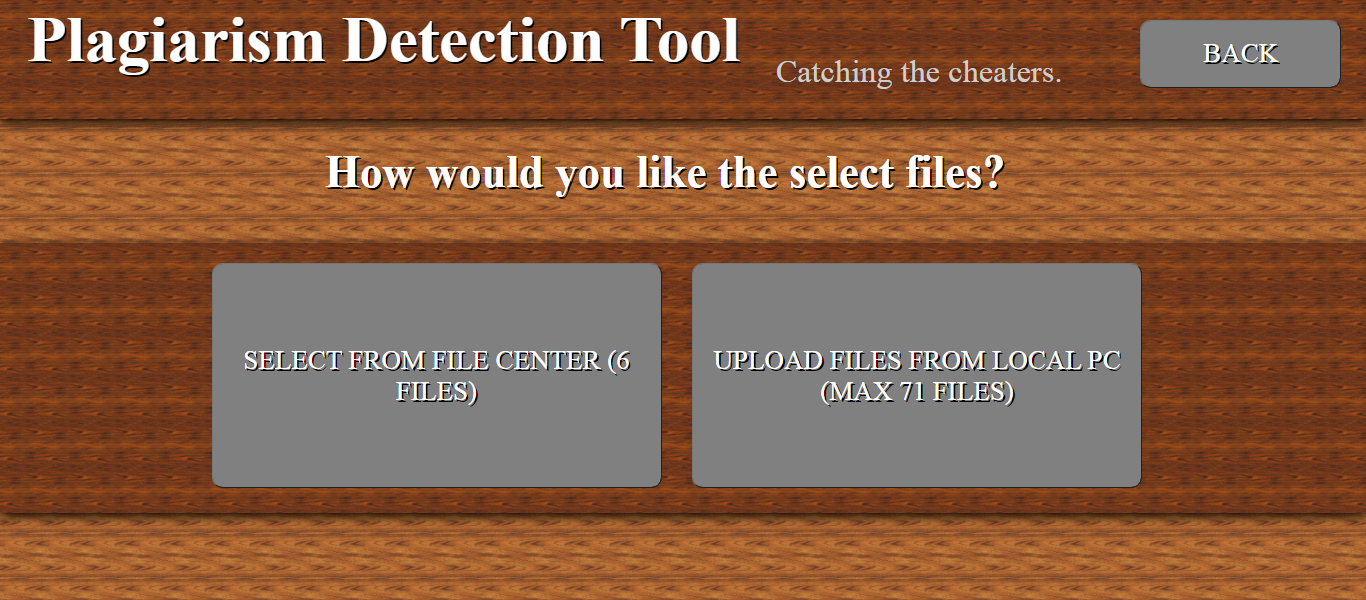 Plagiarism Detection Tool
Catching the cheaters.
BACK
How would you like the select files?
SELECT FROM FILE CENTER (6
FILES)
UPLOAD FILES FROM LOCAL PC
(MAX 71 FILES)